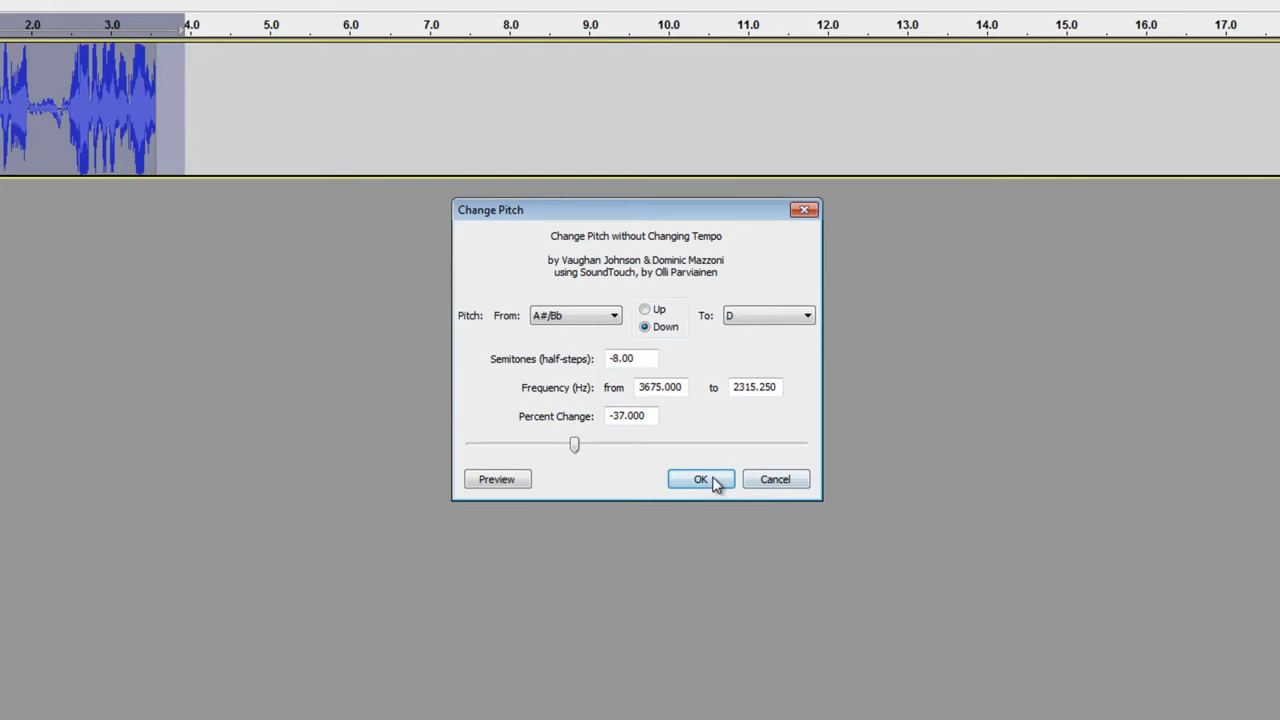 2.0 3.0 4.0 5.0 6.0 7.0 8.0 9.0 10.0 11.0 12.0 13.0 14.0 15.0 16.0 17.0
Change Pitch
Change Pitch without Changing Tempo
by Vaughan Johnson & Dominic Mazzoni
using SoundTouch, by Olli Parviainen
Pitch: From: A#/Bb Up Down To: D
Semitones (half-steps): -8.00
Frequency (Hz): from 3675.000 to 2315.250
Percent Change: -37.000
Preview OK Cancel